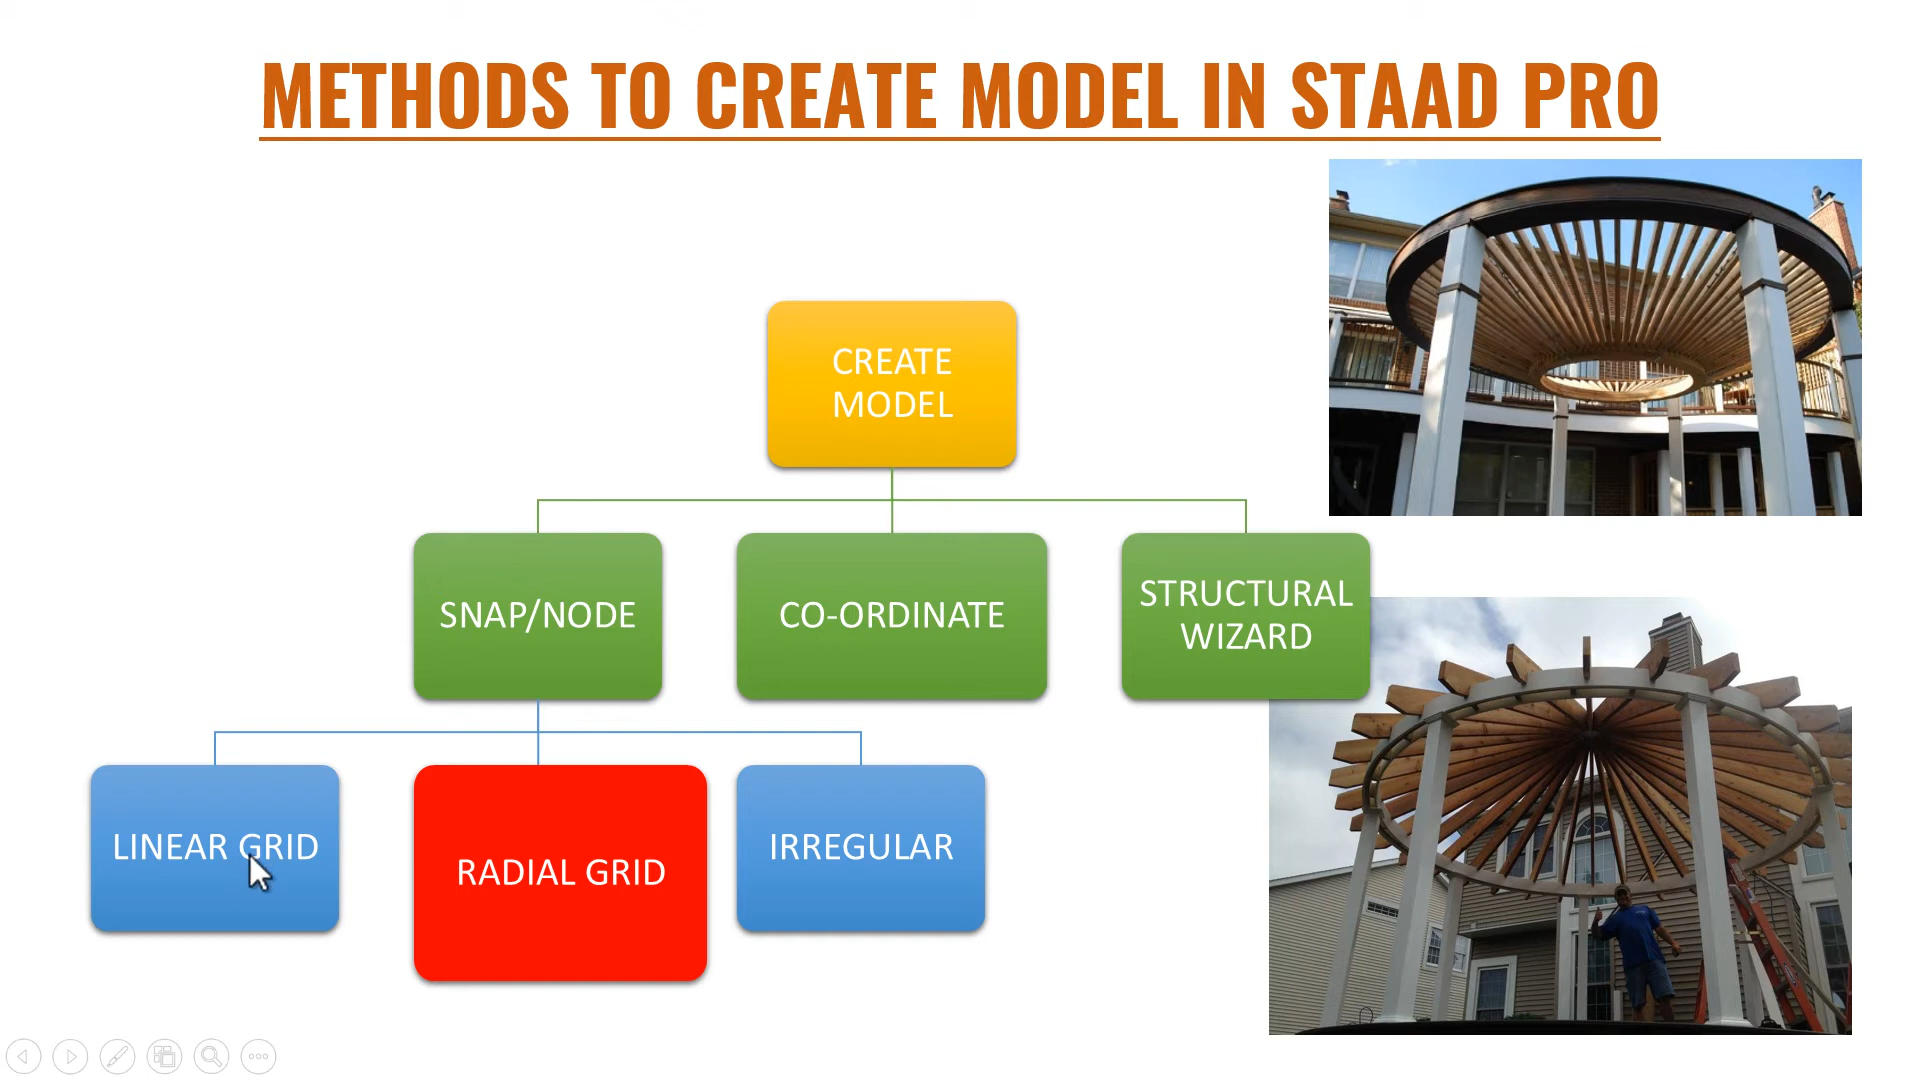 METHODS TO CREATE MODEL IN STAAD PRO
CREATE
MODEL
SNAP/NODE
CO-ORDINATE
STRUCTURAL
WIZARD
LINEAR GRID
RADIAL GRID
IRREGULAR